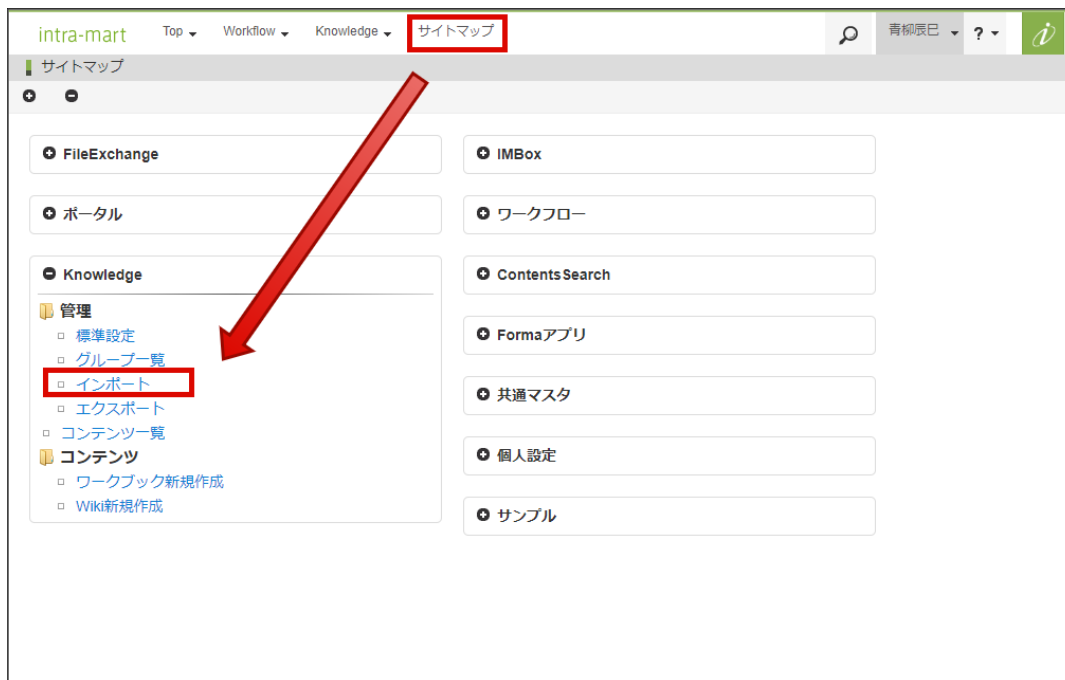 intra-mart Top Workflow Knowledge サイトマップ 青柳辰巳 ?
サイトマップ
FileExchange
IMBox
ポータル
ワークフロー
Knowledge
管理
標準設定
グループ一覧
インポート
エクスポート
コンテンツ一覧
コンテンツ
ワークブック新規作成
Wiki新規作成
ContentsSearch
Formaアプリ
共通マスタ
個人設定
サンプル